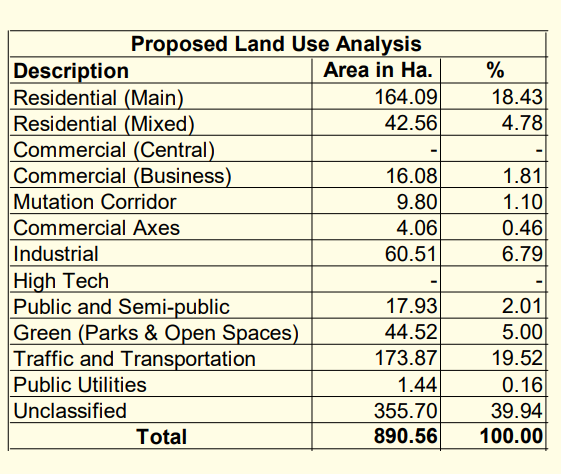 Proposed Land Use Analysis
Description Area in Ha. %
Residential (Main) 164.09 18.43
Residential (Mixed) 42.56 4.78
Commercial (Central) - -
Commercial (Business) 16.08 1.81
Mutation Corridor 9.80 1.10
Commercial Axes 4.06 0.46
Industrial 60.51 6.79
High Tech - -
Public and Semi-public 17.93 2.01
Green (Parks & Open Spaces) 44.52 5.00
Traffic and Transportation 173.87 19.52
Public Utilities 1.44 0.16
Unclassified 355.70 39.94
Total 890.56 100.00